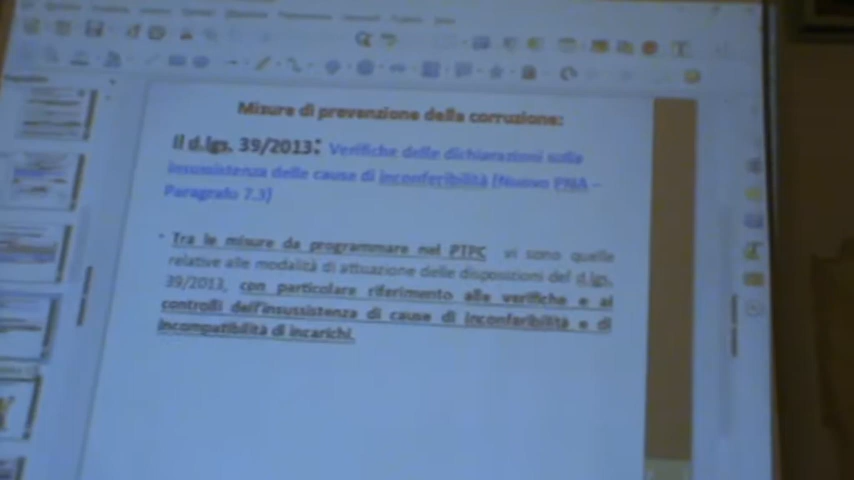 Misure di prevenzione della corruzione:
Il d.lgs. 39/2013: Verifiche delle dichiarazioni sulla
insussistenza delle cause di inconferibilità (Nuovo PNA –
Paragrafo 7.3)
• Tra le misure da programmare nel PTPC vi sono quelle
relative alle modalità di attuazione delle disposizioni del d.lgs.
39/2013, con particolare riferimento alle verifiche e ai
controlli dell'insussistenza di cause di inconferibilità e di
incompatibilità di incarichi.